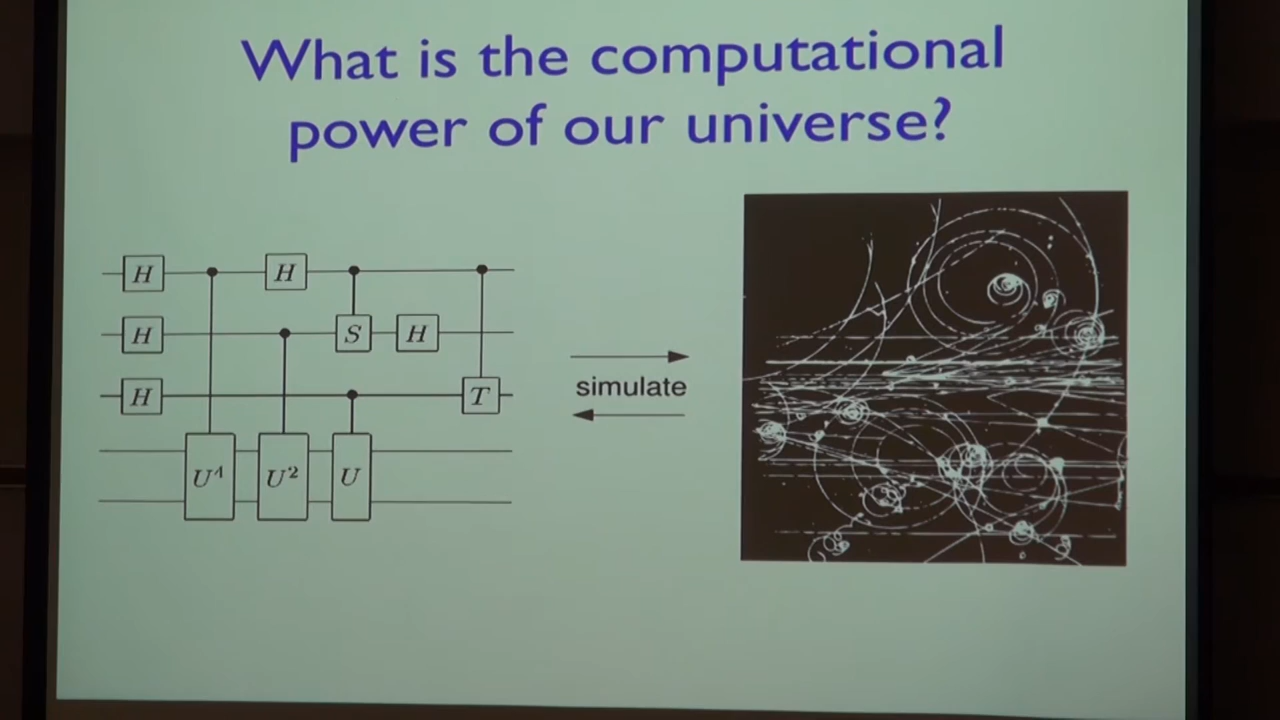 What is the computational
power of our universe?
H H
H S H
H T
simulate
U⁴ U² U